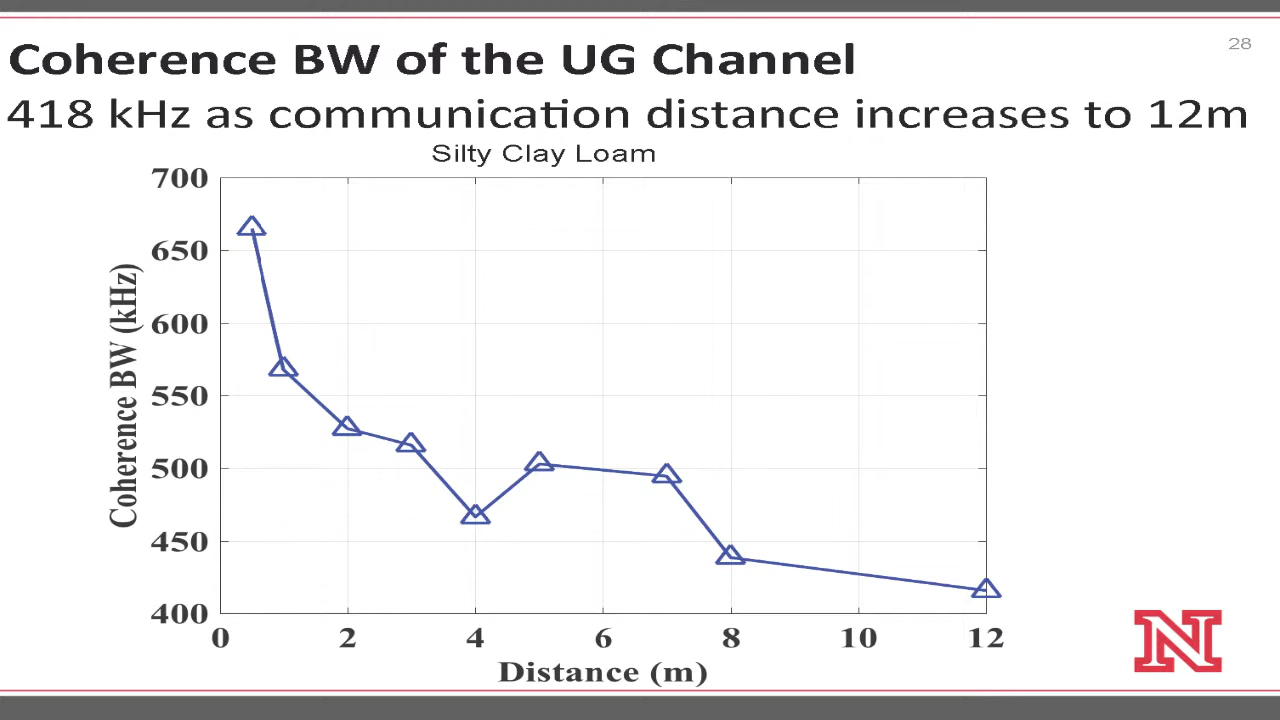 28
Coherence BW of the UG Channel
418 kHz as communication distance increases to 12m
Silty Clay Loam
700
650
600
550
500
450
400
Coherence BW (kHz)
0 2 4 6 8 10 12
Distance (m)
N